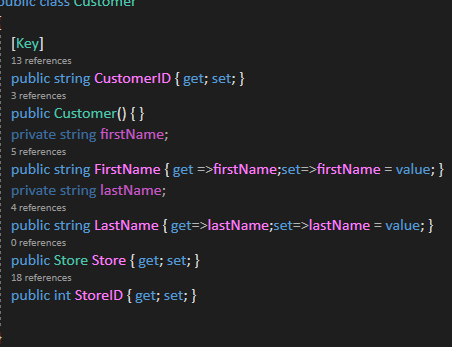 public class Customer
[Key]
13 references
public string CustomerID { get; set; }
3 references
public Customer() { }
private string firstName;
5 references
public string FirstName { get =>firstName;set=>firstName = value; }
private string lastName;
4 references
public string LastName { get=>lastName;set=>lastName = value; }
0 references
public Store Store { get; set; }
18 references
public int StoreID { get; set; }